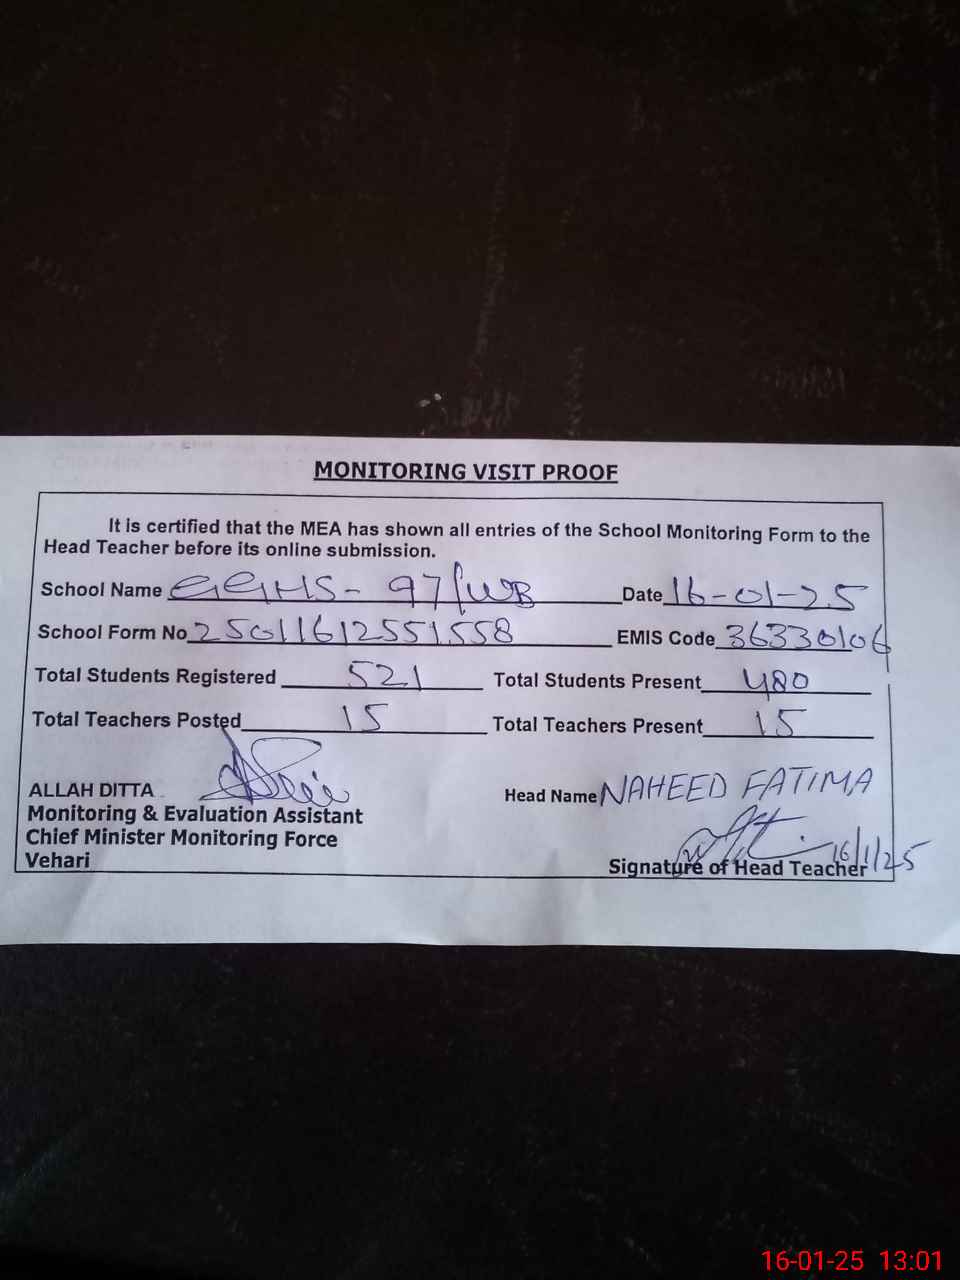 MONITORING VISIT PROOF
It is certified that the MEA has shown all entries of the School Monitoring Form to the
Head Teacher before its online submission.
School Name GGHS- 97/WB Date 16-01-25
School Form No 25011612551558 EMIS Code 36330106
Total Students Registered 521 Total Students Present 480
Total Teachers Posted 15 Total Teachers Present 15
ALLAH DITTA Head Name NAHEED FATIMA
Monitoring & Evaluation Assistant
Chief Minister Monitoring Force
Vehari Signature of Head Teacher 16/1/25
16-01-25 13:01